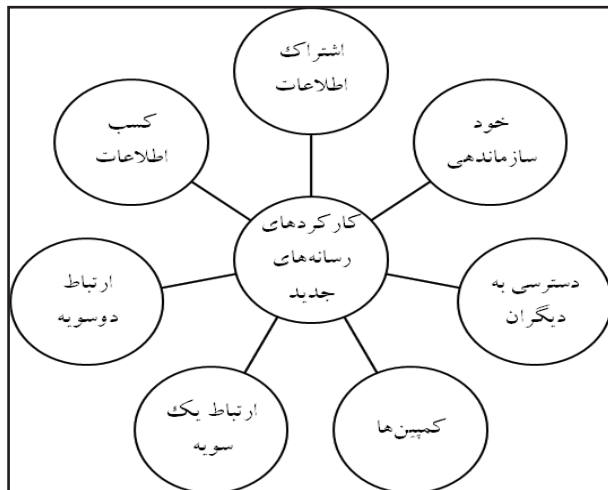 اشتراک
اطلاعات
خود
سازماندهی
دسترسی به
دیگران
کمپین‌ها
ارتباط یک
سویه
ارتباط
دوسویه
کسب
اطلاعات
کارکردهای
رسانه‌های
جدید